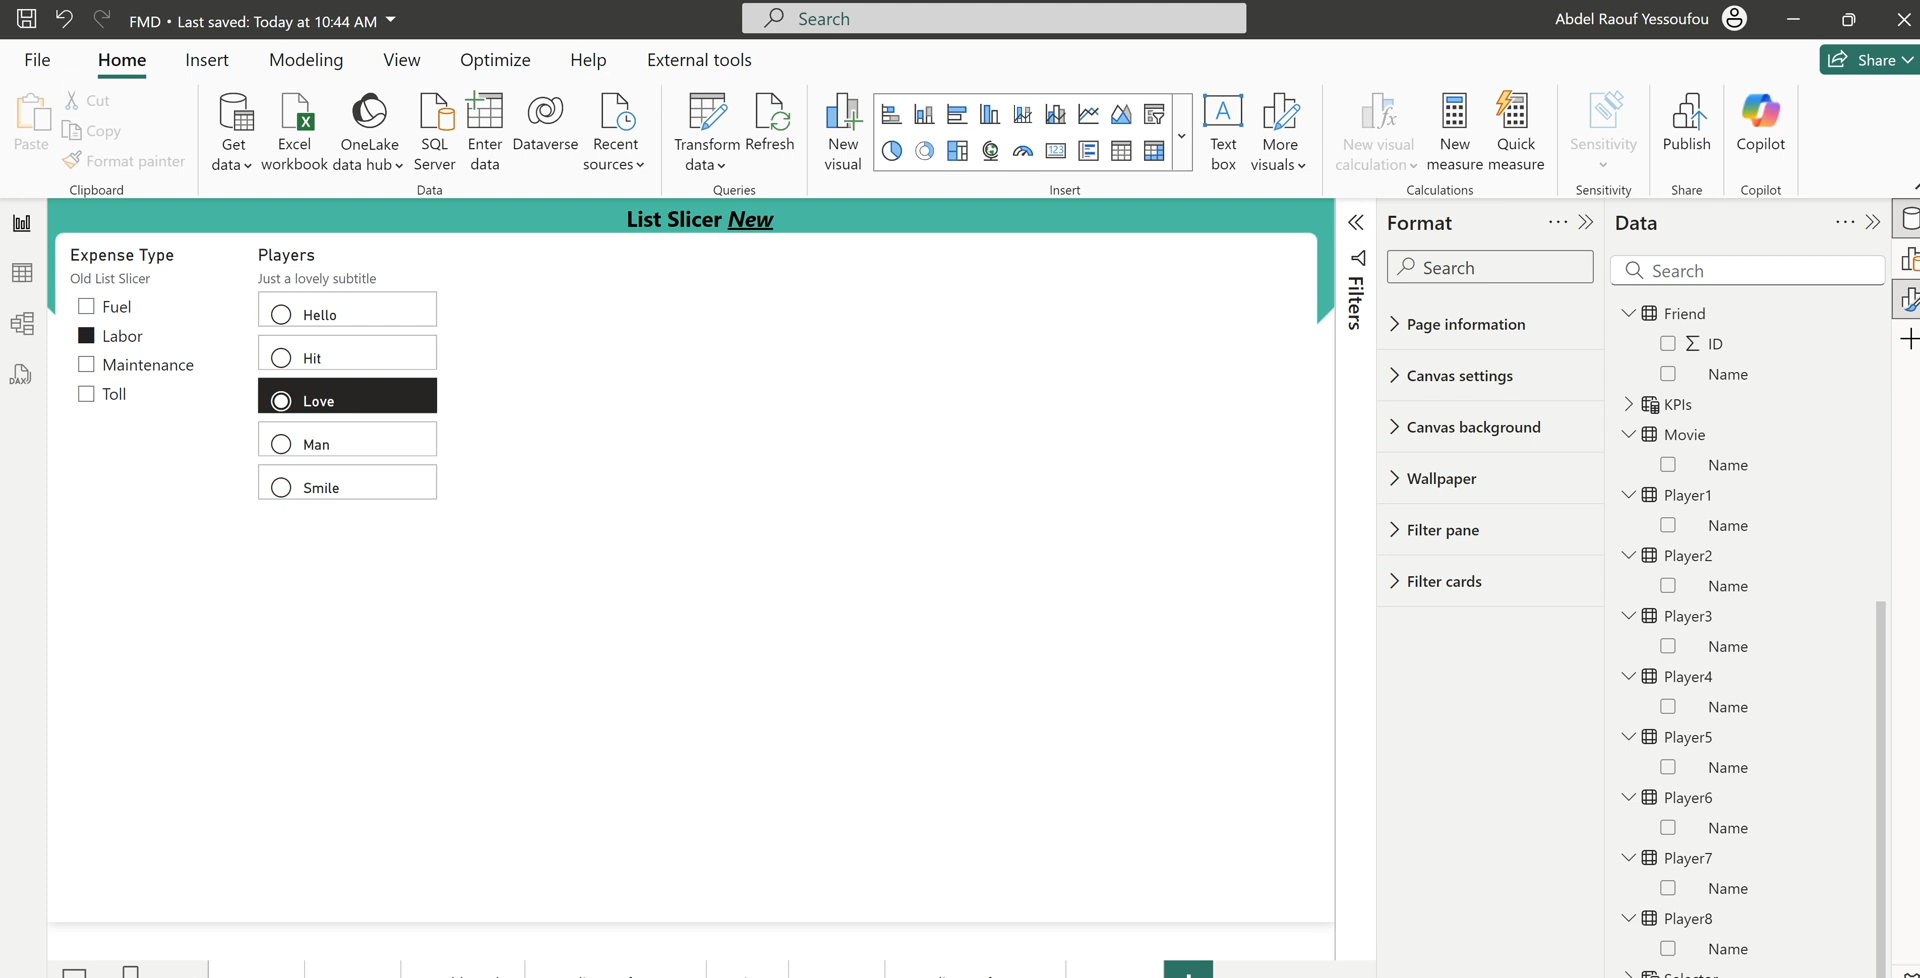 FMD • Last saved: Today at 10:44 AM
Search
Abdel Raouf Yessoufou
File Home Insert Modeling View Optimize Help External tools
Share
Paste
Cut
Copy
Format painter
Clipboard
Get data
Excel workbook
OneLake data hub
SQL Server
Enter data
Dataverse
Recent sources
Data
Transform data
Refresh
Queries
New visual
123
A
Text box
More visuals
Insert
New visual calculation
New measure
Quick measure
Calculations
Sensitivity
Sensitivity
Publish
Share
Copilot
Copilot
DAX
List Slicer New
Expense Type
Old List Slicer
Fuel
Labor
Maintenance
Toll
Players
Just a lovely subtitle
Hello
Hit
Love
Man
Smile
Filters
Format
Search
Page information
Canvas settings
Canvas background
Wallpaper
Filter pane
Filter cards
Data
Search
Friend
Σ ID
Name
KPIs
Movie
Name
Player1
Name
Player2
Name
Player3
Name
Player4
Name
Player5
Name
Player6
Name
Player7
Name
Player8
Name